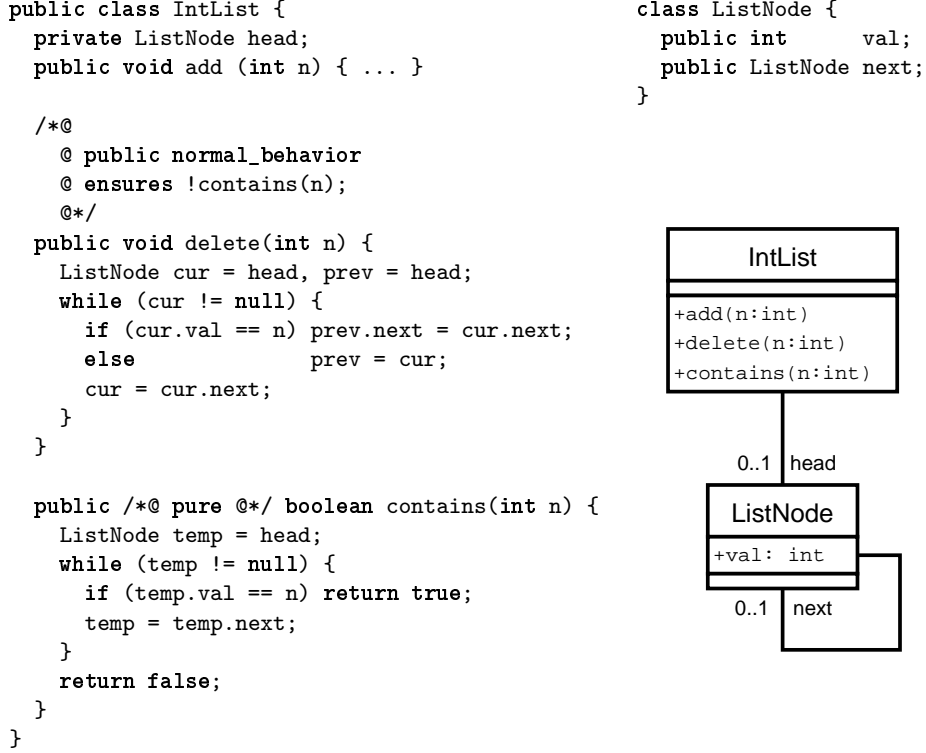 public class IntList {
  private ListNode head;
  public void add (int n) { ... }

  /*@
    @ public normal_behavior
    @ ensures !contains(n);
    @*/
  public void delete(int n) {
    ListNode cur = head, prev = head;
    while (cur != null) {
      if (cur.val == n) prev.next = cur.next;
      else              prev = cur;
      cur = cur.next;
    }
  }

  public /*@ pure @*/ boolean contains(int n) {
    ListNode temp = head;
    while (temp != null) {
      if (temp.val == n) return true;
      temp = temp.next;
    }
    return false;
  }
}
class ListNode {
  public int      val;
  public ListNode next;
}
IntList
+add(n:int)
+delete(n:int)
+contains(n:int)
0..1 head
ListNode
+val: int
0..1 next